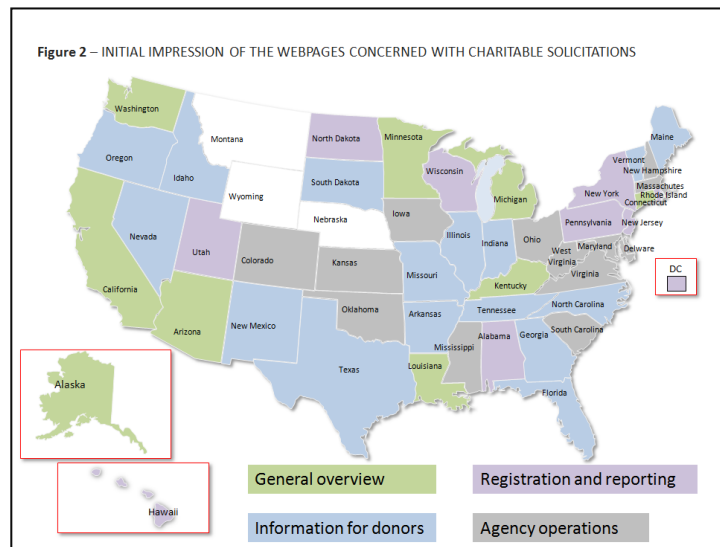 Figure 2 – INITIAL IMPRESSION OF THE WEBPAGES CONCERNED WITH CHARITABLE SOLICITATIONS
Washington
Montana
North Dakota
Minnesota
Maine
Oregon
Idaho
Wyoming
South Dakota
Wisconsin
Michigan
Vermont
New Hampshire
New York
Massachutes
Rhode Island
Connecticut
Nebraska
Iowa
Pennsylvania
New Jersey
Nevada
Utah
Colorado
Kansas
Illinois
Indiana
Ohio
West
Virginia
Maryland
Delware
Virginia
DC
California
Missouri
Kentucky
Arizona
New Mexico
Oklahoma
Arkansas
Tennessee
North Carolina
South Carolina
Mississippi
Alabama
Georgia
Texas
Louisiana
Florida
Alaska
Hawaii
General overview
Registration and reporting
Information for donors
Agency operations